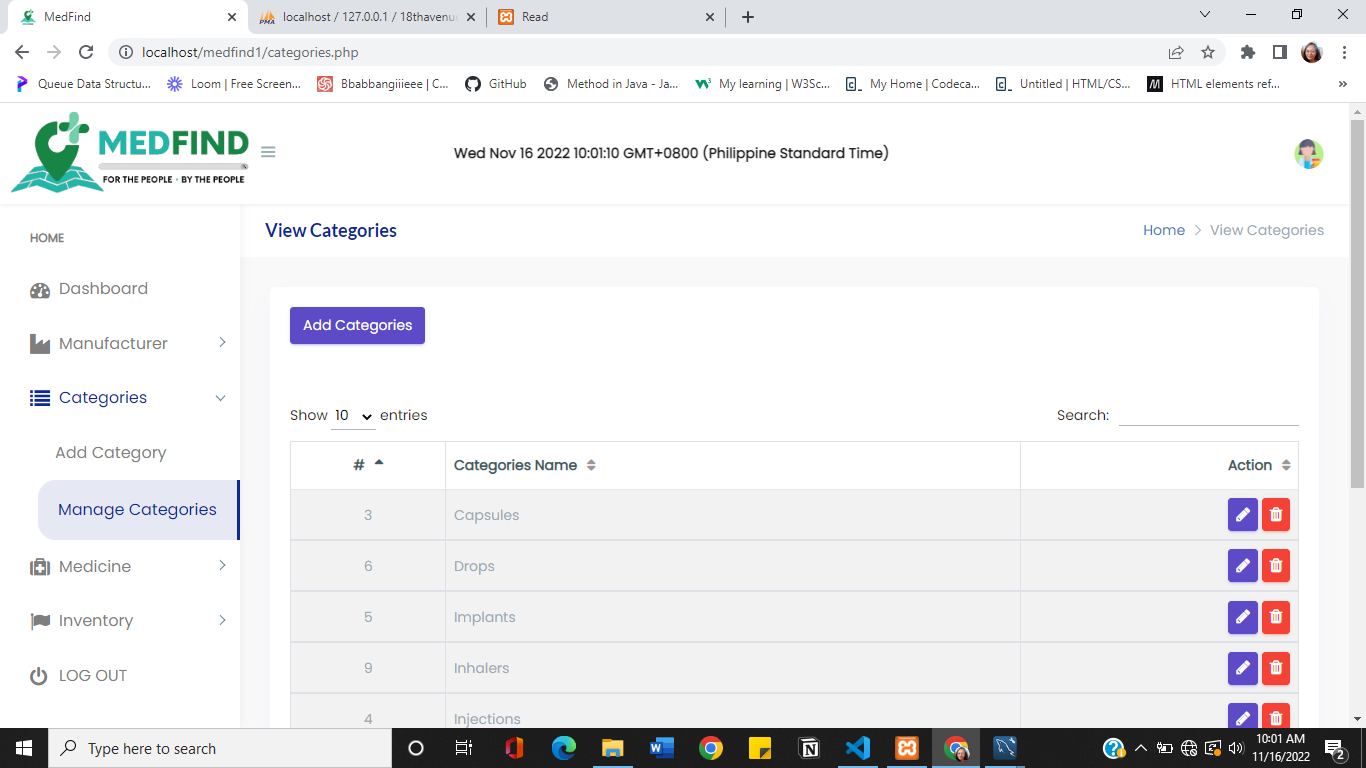 MedFind
localhost / 127.0.0.1 / 18thavenu
Read
localhost/medfind1/categories.php
Queue Data Structu...
Loom | Free Screen...
Bbabbangiiieee | C...
GitHub
Method in Java - Ja...
My learning | W3Sc...
My Home | Codeca...
Untitled | HTML/CS...
HTML elements ref...
MEDFIND
FOR THE PEOPLE - BY THE PEOPLE
Wed Nov 16 2022 10:01:10 GMT+0800 (Philippine Standard Time)
HOME
Dashboard
Manufacturer
Categories
Add Category
Manage Categories
Medicine
Inventory
LOG OUT
View Categories
Home > View Categories
Add Categories
Show 10 entries
Search:
# Categories Name Action
3 Capsules
6 Drops
5 Implants
9 Inhalers
4 Injections
Type here to search
10:01 AM
11/16/2022
2